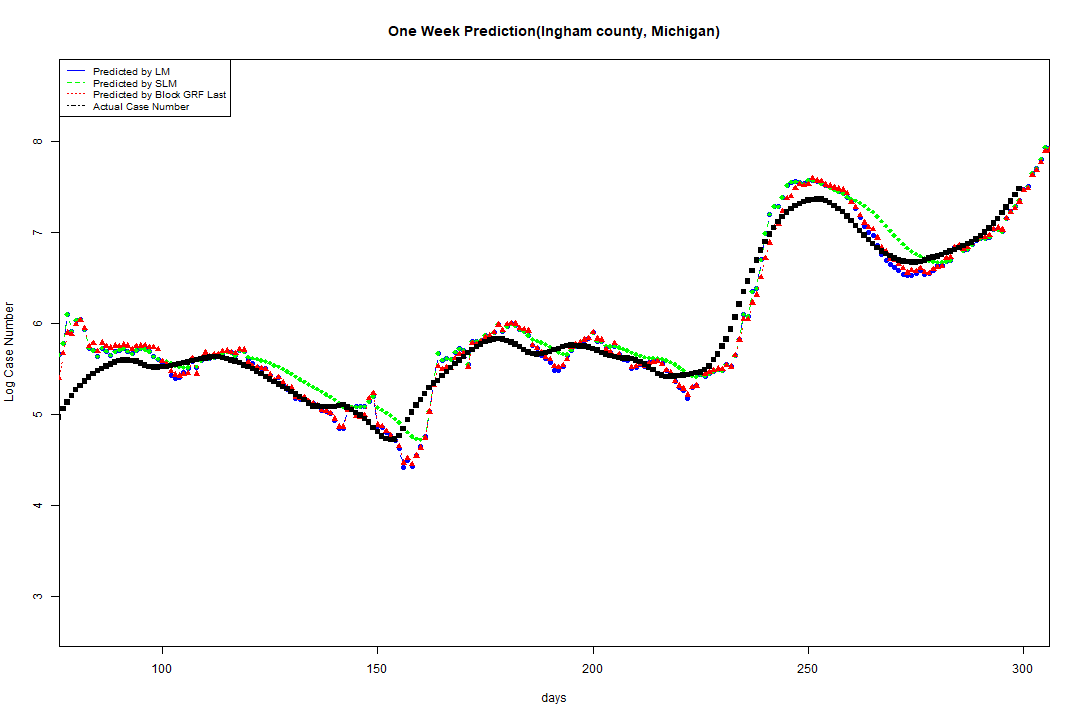 One Week Prediction(Ingham county, Michigan)
Predicted by LM
Predicted by SLM
Predicted by Block GRF Last
Actual Case Number
8
7
6
5
4
3
Log Case Number
100 150 200 250 300
days